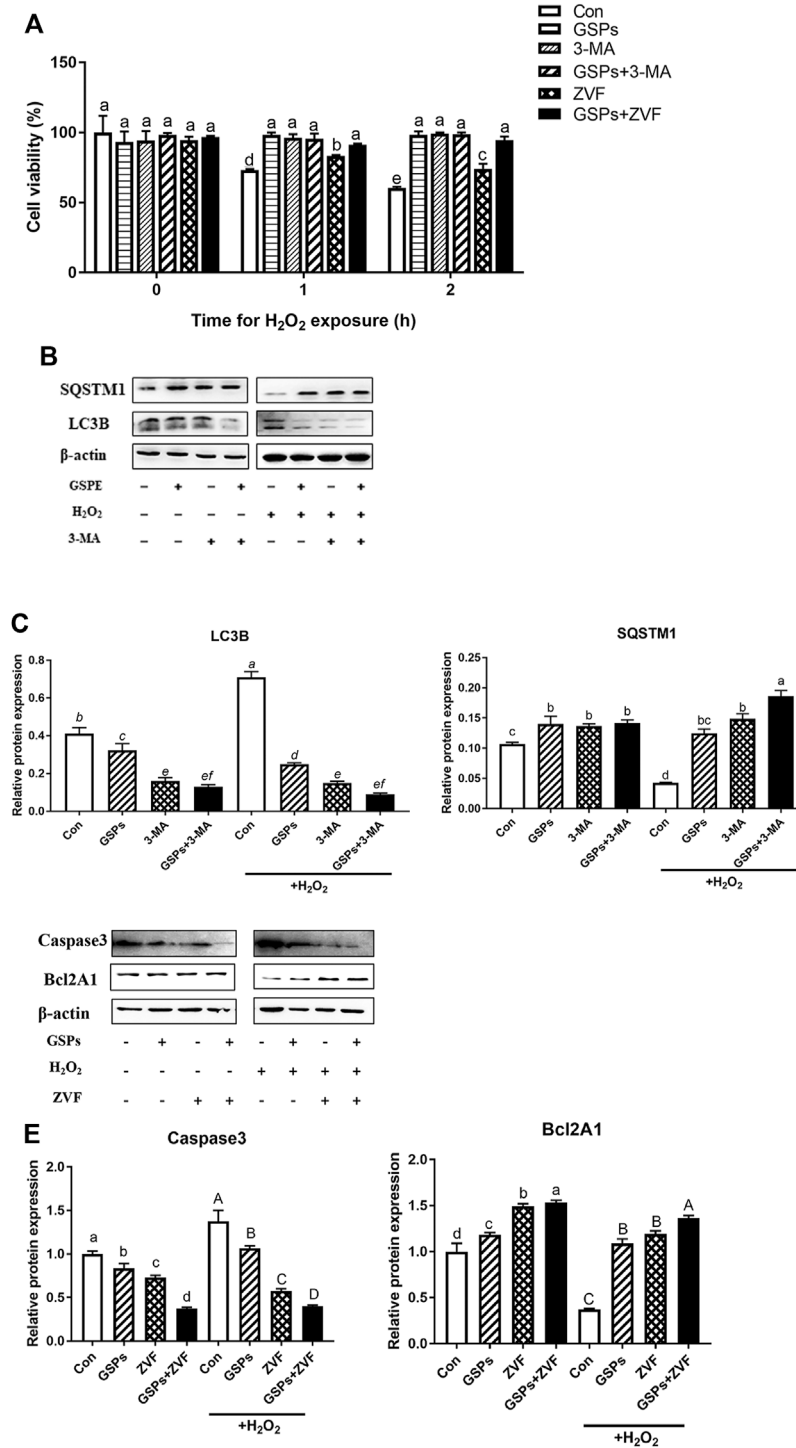 A
Con
GSPs
3-MA
GSPs+3-MA
ZVF
GSPs+ZVF
Cell viability (%)
150
100
50
0
a a a a a a
d a a a b a
e a a a c a
0 1 2
Time for H₂O₂ exposure (h)
B
SQSTM1
LC3B
β-actin
GSPE – + – + – + – +
H₂O₂ – – – – + + + +
3-MA – – + + – – + +
C
LC3B
Relative protein expression
0.8
0.6
0.4
0.2
0.0
b c e ef a d e ef
Con GSPs 3-MA GSPs+3-MA Con GSPs 3-MA GSPs+3-MA
+H₂O₂
SQSTM1
Relative protein expression
0.25
0.20
0.15
0.10
0.05
0.00
c b b b d bc b a
Con GSPs 3-MA GSPs+3-MA Con GSPs 3-MA GSPs+3-MA
+H₂O₂
Caspase3
Bcl2A1
β-actin
GSPs - + - + - + - +
H₂O₂ - - - - + + + +
ZVF - - + + - - + +
E
Caspase3
Relative protein expression
2.0
1.5
1.0
0.5
0.0
a b c d A B C D
Con GSPs ZVF GSPs+ZVF Con GSPs ZVF GSPs+ZVF
+H₂O₂
Bcl2A1
Relative protein expression
2.0
1.5
1.0
0.5
0.0
d c b a C B B A
Con GSPs ZVF GSPs+ZVF Con GSPs ZVF GSPs+ZVF
+H₂O₂